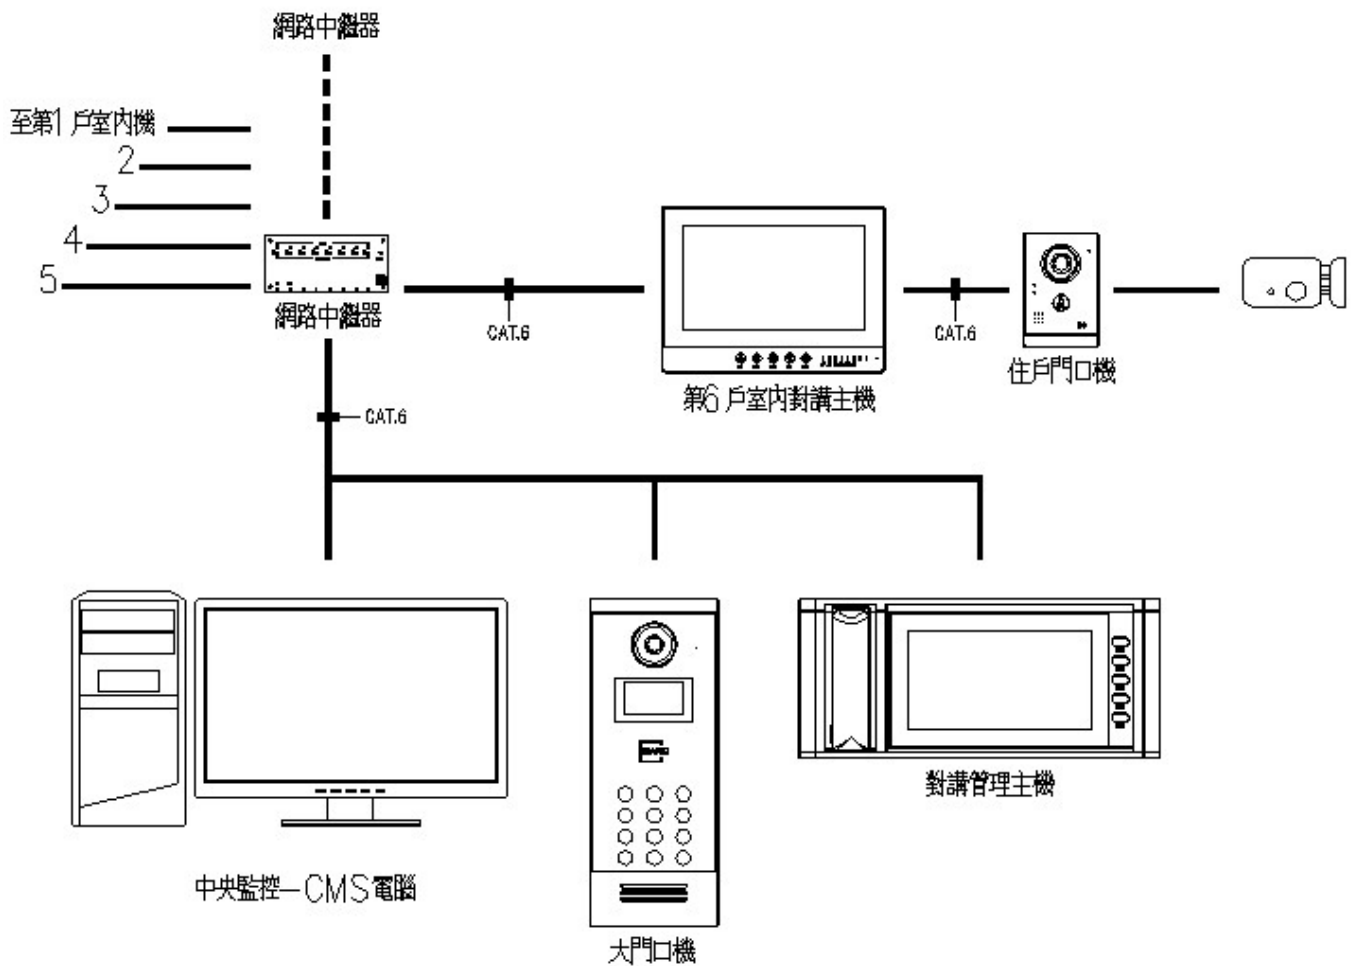 網路中繼器
至第1戶室內機
2
3
4
5
網路中繼器
CAT.6
第6戶室內對講主機
CAT.6
住戶門口機
CAT.6
中央監控-CMS電腦
大門口機
對講管理主機